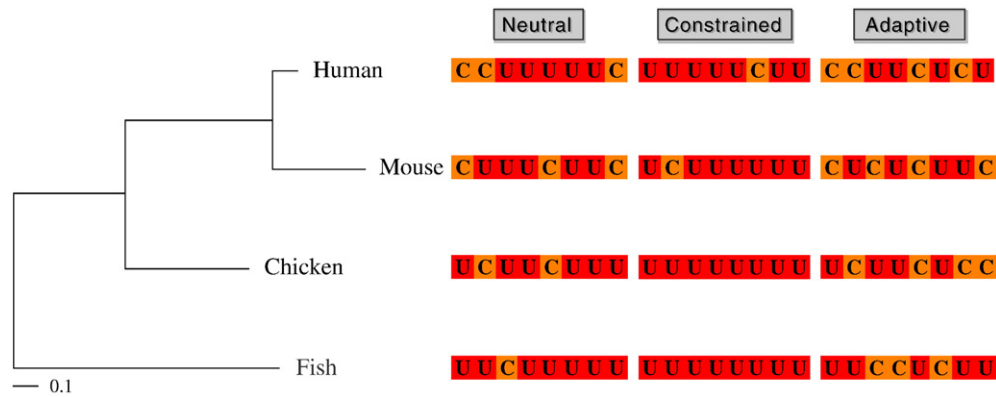 Neutral Constrained Adaptive
Human C C U U U U U C U U U U U C U U C C U U C U C U
Mouse C U U U C U U C U C U U U U U U C U C U C U U C
Chicken U C U U C U U U U U U U U U U U U C U U C U C C
Fish U U C U U U U U U U U U U U U U U U C C U C U U
0.1